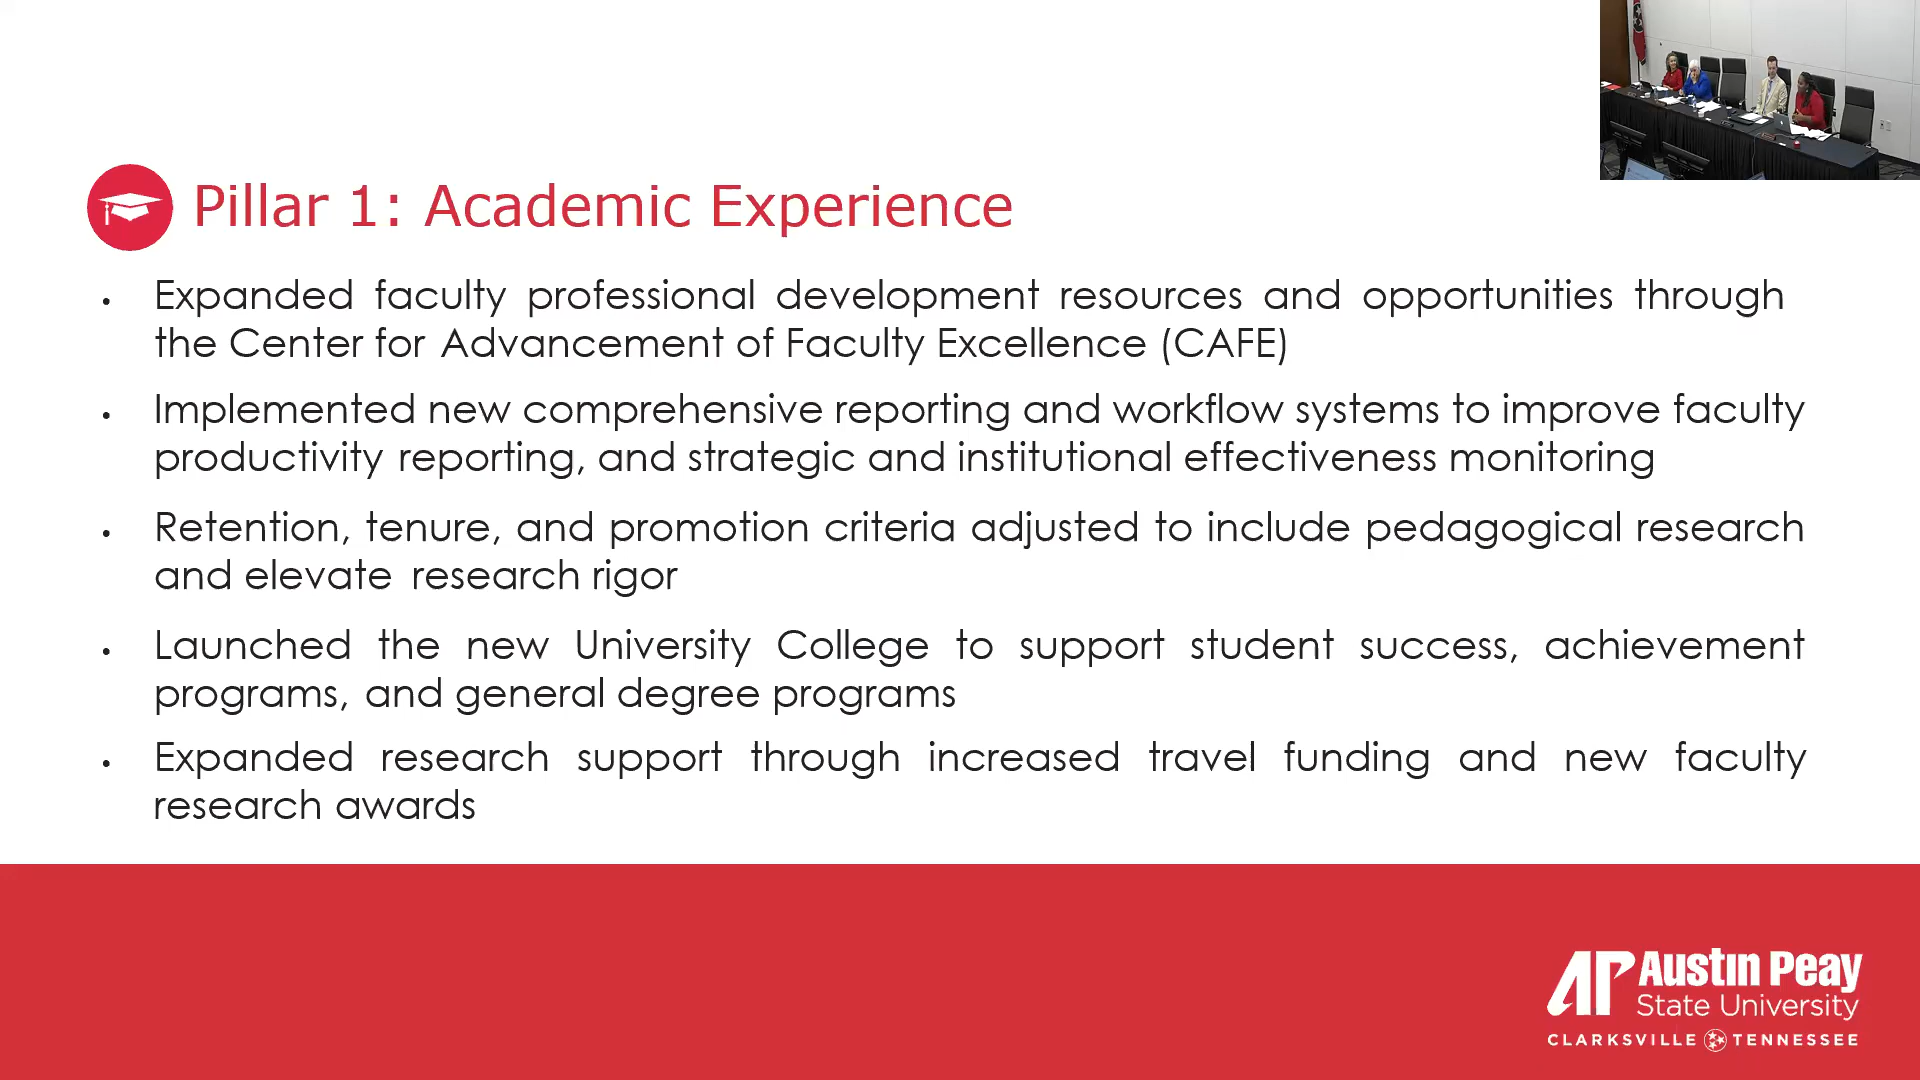 Pillar 1: Academic Experience
• Expanded faculty professional development resources and opportunities through
the Center for Advancement of Faculty Excellence (CAFE)
• Implemented new comprehensive reporting and workflow systems to improve faculty
productivity reporting, and strategic and institutional effectiveness monitoring
• Retention, tenure, and promotion criteria adjusted to include pedagogical research
and elevate research rigor
• Launched the new University College to support student success, achievement
programs, and general degree programs
• Expanded research support through increased travel funding and new faculty
research awards
AP Austin Peay
State University
CLARKSVILLE TENNESSEE